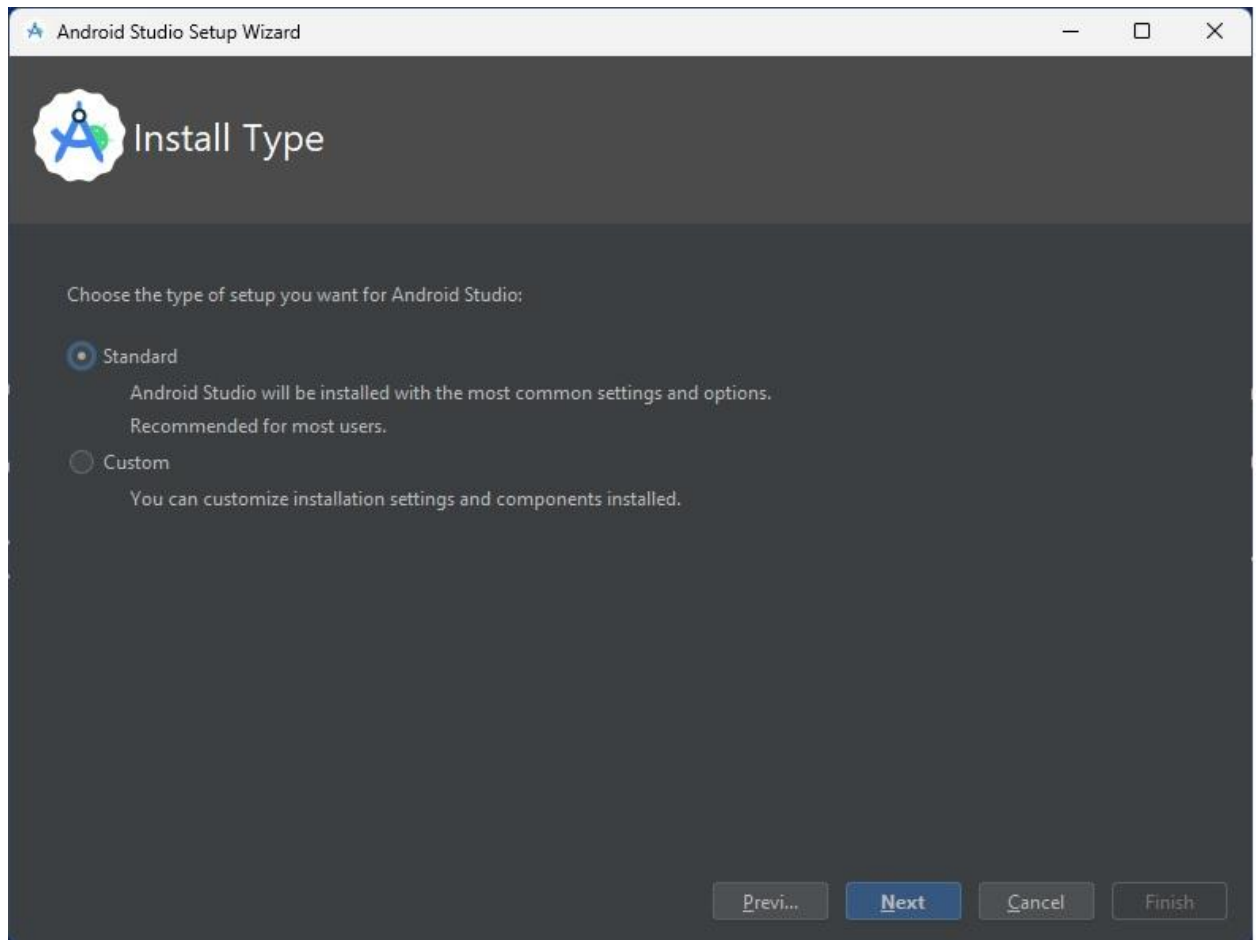 Android Studio Setup Wizard
Install Type
Choose the type of setup you want for Android Studio:
Standard
Android Studio will be installed with the most common settings and options.
Recommended for most users.
Custom
You can customize installation settings and components installed.
Previ... Next Cancel Finish